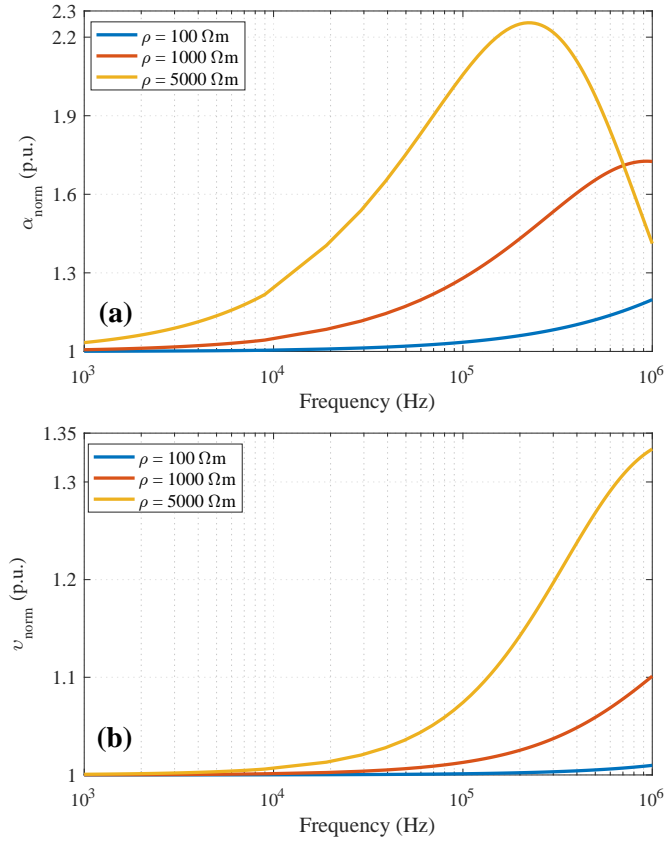 2.3
2.2
1.9
1.6
1.3
1
α_norm (p.u.)
ρ = 100 Ωm
ρ = 1000 Ωm
ρ = 5000 Ωm
(a)
10^3
10^4
10^5
10^6
Frequency (Hz)
1.35
1.3
1.2
1.1
1
υ_norm (p.u.)
ρ = 100 Ωm
ρ = 1000 Ωm
ρ = 5000 Ωm
(b)
10^3
10^4
10^5
10^6
Frequency (Hz)